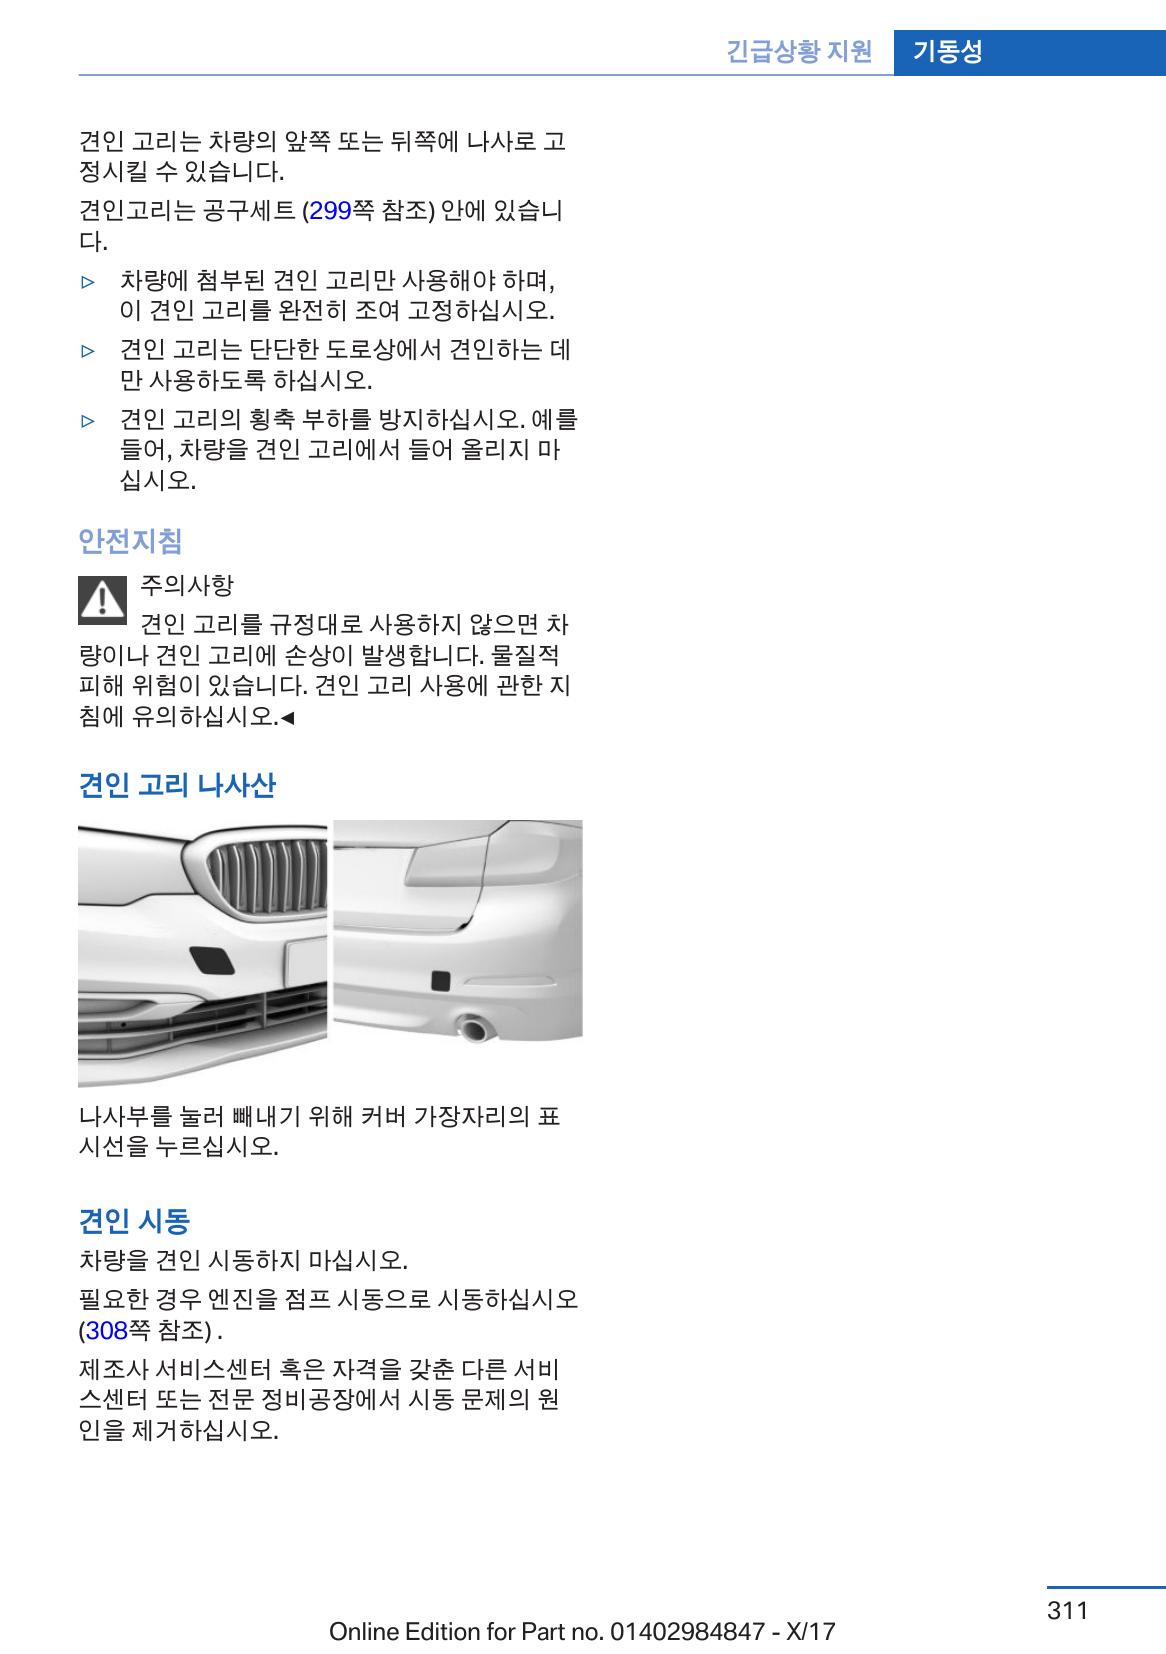 긴급상황 지원 기동성
견인 고리는 차량의 앞쪽 또는 뒤쪽에 나사로 고
정시킬 수 있습니다.
견인고리는 공구세트 (299쪽 참조) 안에 있습니
다.
▷ 차량에 첨부된 견인 고리만 사용해야 하며,
이 견인 고리를 완전히 조여 고정하십시오.
▷ 견인 고리는 단단한 도로상에서 견인하는 데
만 사용하도록 하십시오.
▷ 견인 고리의 횡축 부하를 방지하십시오. 예를
들어, 차량을 견인 고리에서 들어 올리지 마
십시오.
안전지침
주의사항
견인 고리를 규정대로 사용하지 않으면 차
량이나 견인 고리에 손상이 발생합니다. 물질적
피해 위험이 있습니다. 견인 고리 사용에 관한 지
침에 유의하십시오.◀
견인 고리 나사산
나사부를 눌러 빼내기 위해 커버 가장자리의 표
시선을 누르십시오.
견인 시동
차량을 견인 시동하지 마십시오.
필요한 경우 엔진을 점프 시동으로 시동하십시오
(308쪽 참조) .
제조사 서비스센터 혹은 자격을 갖춘 다른 서비
스센터 또는 전문 정비공장에서 시동 문제의 원
인을 제거하십시오.
311
Online Edition for Part no. 01402984847 - X/17